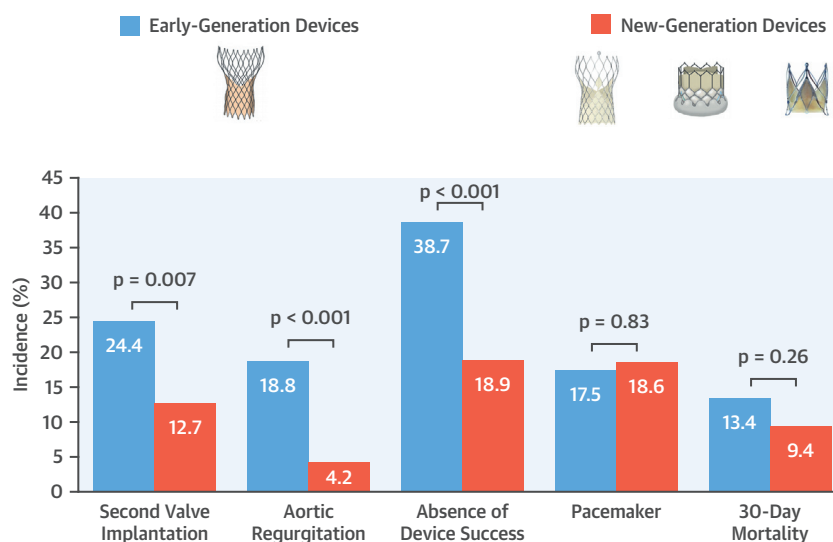 Early-Generation Devices
New-Generation Devices
Incidence (%)
45
40
35
30
25
20
15
10
5
0
p = 0.007
24.4
12.7
p < 0.001
18.8
4.2
p < 0.001
38.7
18.9
p = 0.83
17.5
18.6
p = 0.26
13.4
9.4
Second Valve
Implantation
Aortic
Regurgitation
Absence of
Device Success
Pacemaker
30-Day
Mortality